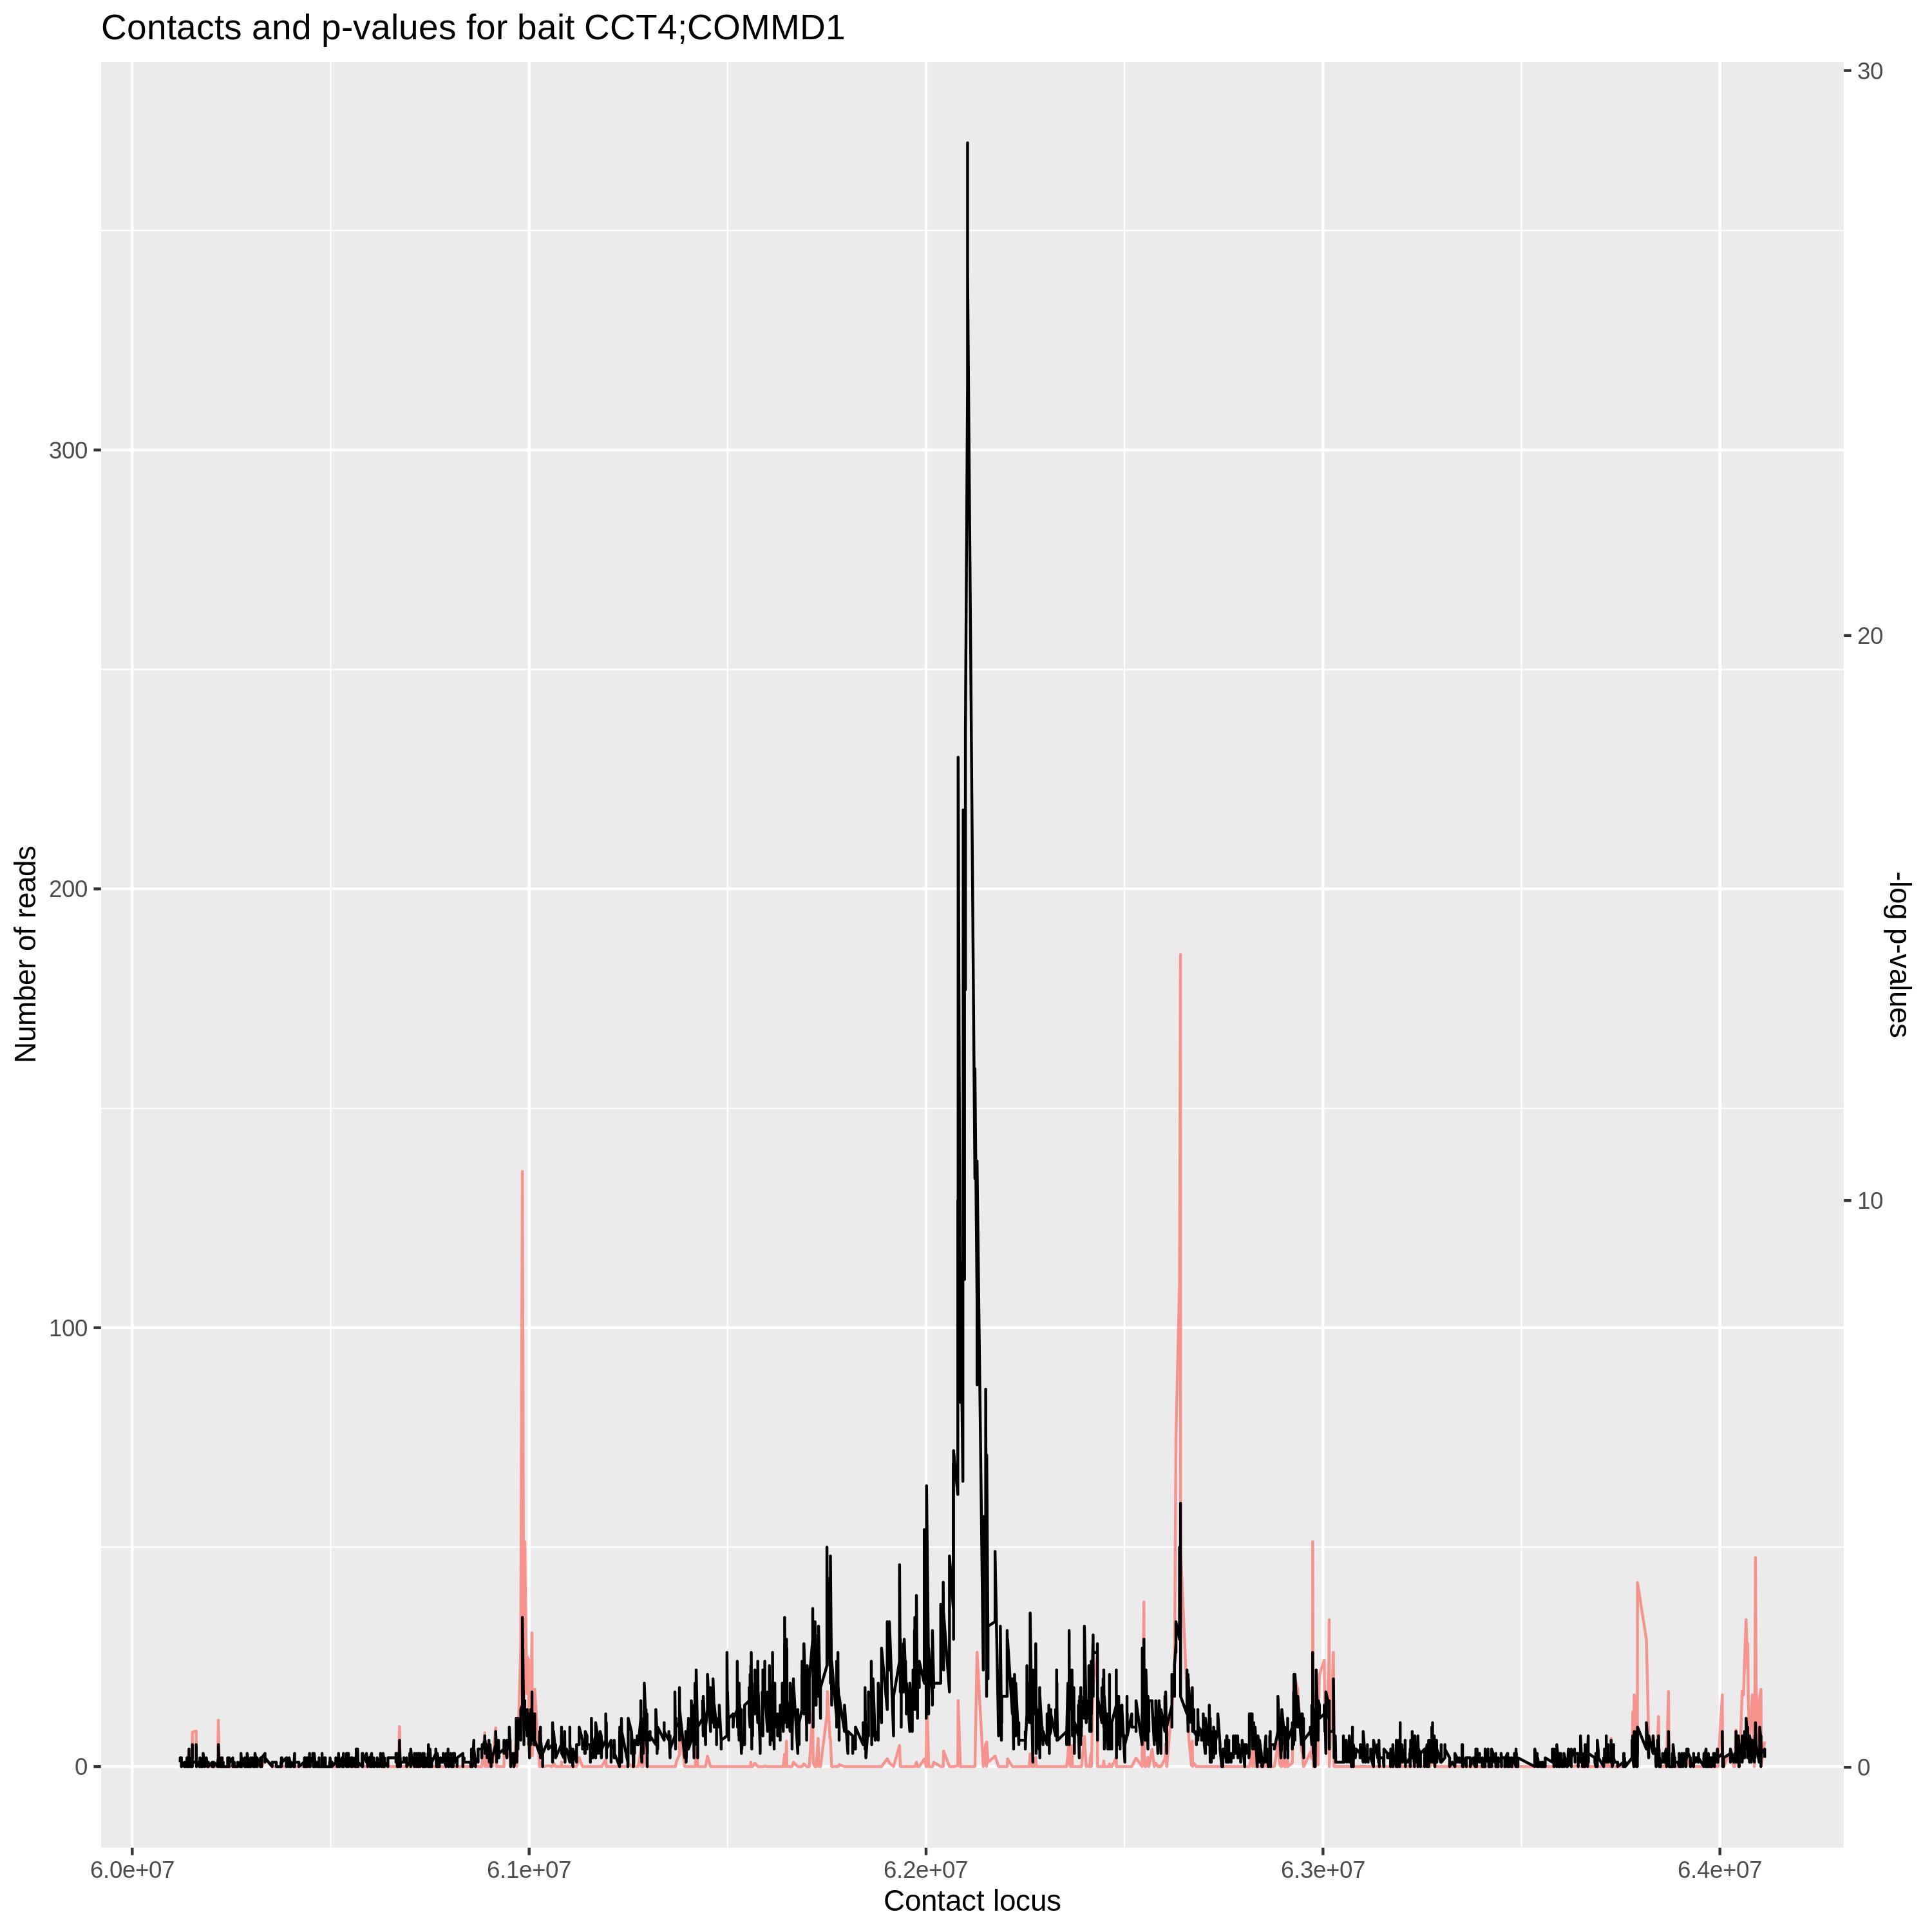 Contacts and p-values for bait CCT4;COMMD1
Number of reads
300
200
100
0
30
20
10
0
-log p-values
6.0e+07
6.1e+07
6.2e+07
6.3e+07
6.4e+07
Contact locus